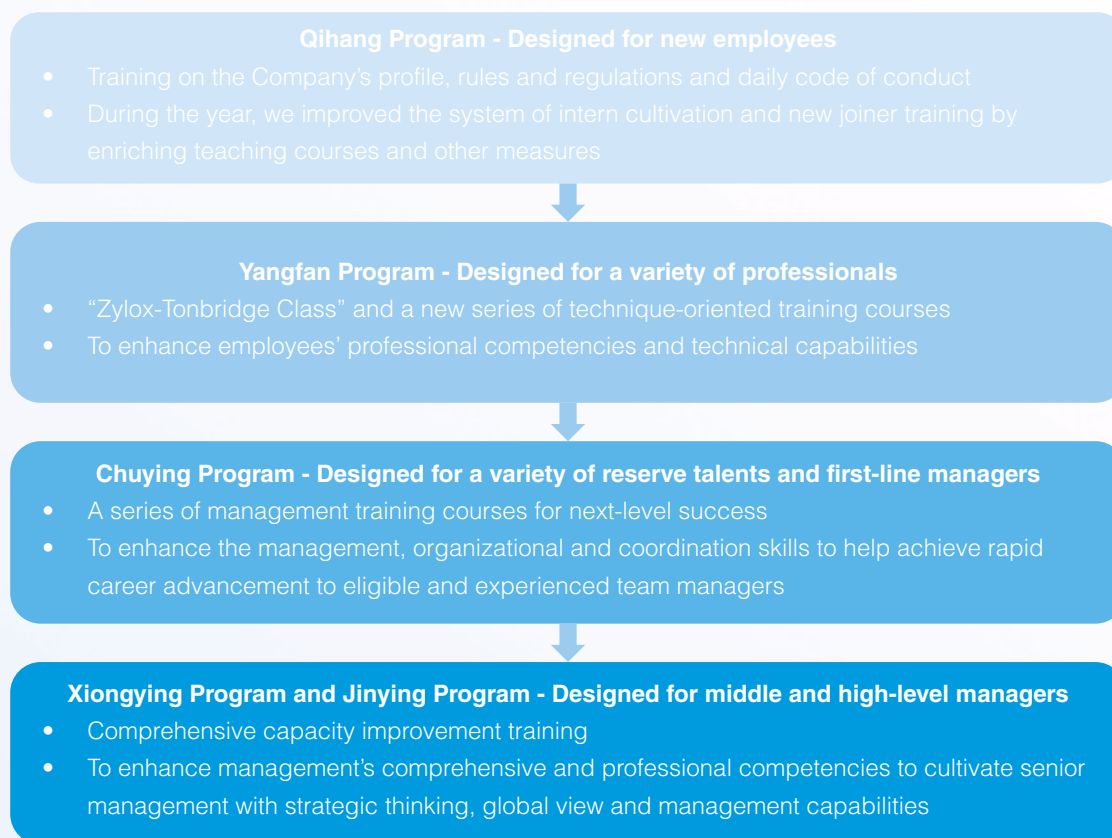 Qihang Program - Designed for new employees
• Training on the Company's profile, rules and regulations and daily code of conduct
• During the year, we improved the system of intern cultivation and new joiner training by
enriching teaching courses and other measures
Yangfan Program - Designed for a variety of professionals
• “Zylox-Tonbridge Class” and a new series of technique-oriented training courses
• To enhance employees' professional competencies and technical capabilities
Chuying Program - Designed for a variety of reserve talents and first-line managers
• A series of management training courses for next-level success
• To enhance the management, organizational and coordination skills to help achieve rapid
career advancement to eligible and experienced team managers
Xiongying Program and Jinying Program - Designed for middle and high-level managers
• Comprehensive capacity improvement training
• To enhance management's comprehensive and professional competencies to cultivate senior
management with strategic thinking, global view and management capabilities